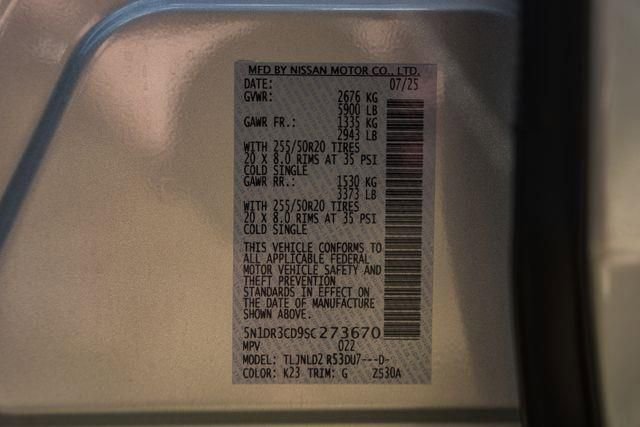 MFD BY NISSAN MOTOR CO., LTD.
DATE: 07/25
GVWR: 2676 KG
5900 LB
GAWR FR.: 1335 KG
2943 LB
WITH 255/50R20 TIRES
20 X 8.0 RIMS AT 35 PSI
COLD SINGLE
GAWR RR.: 1530 KG
3373 LB
WITH 255/50R20 TIRES
20 X 8.0 RIMS AT 35 PSI
COLD SINGLE
THIS VEHICLE CONFORMS TO
ALL APPLICABLE FEDERAL
MOTOR VEHICLE SAFETY AND
THEFT PREVENTION
STANDARDS IN EFFECT ON
THE DATE OF MANUFACTURE
SHOWN ABOVE.
5N1DR3CD9SC273670
MPV 022
MODEL: TLJNLD2 R53DU7---D-
COLOR: K23 TRIM: G Z530A